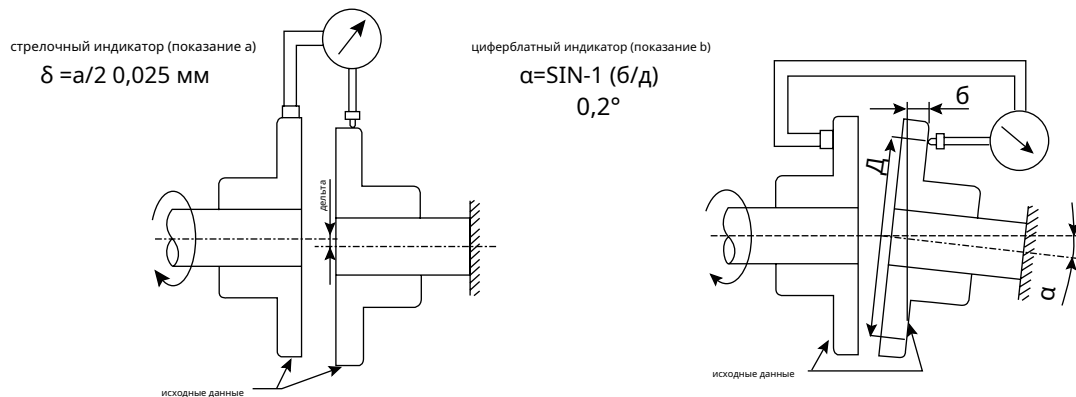 стрелочный индикатор (показание a)
δ =a/2 0,025 мм
дельта
исходные данные
циферблатный индикатор (показание b)
α=SIN-1 (б/д)
0,2°
б
Д
α
исходные данные